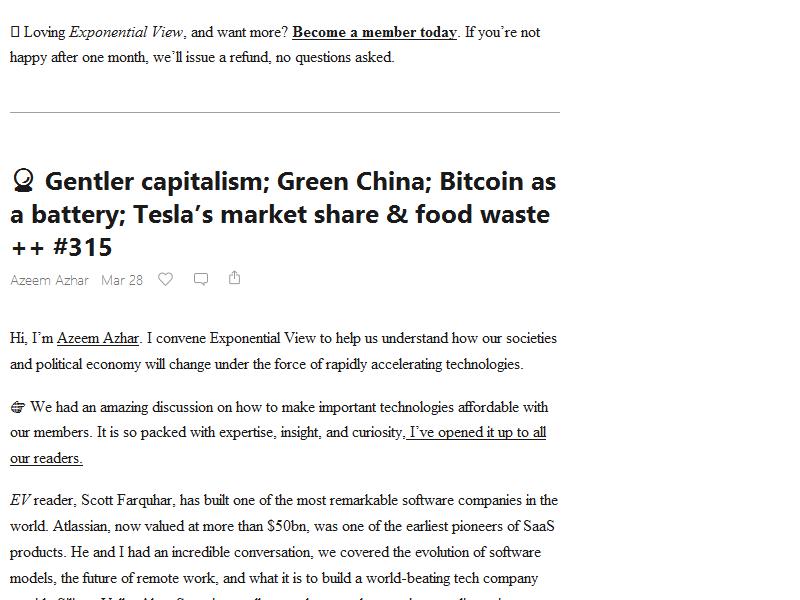 Loving Exponential View, and want more? Become a member today. If you're not
happy after one month, we'll issue a refund, no questions asked.
Gentler capitalism; Green China; Bitcoin as
a battery; Tesla's market share & food waste
++ #315
Azeem Azhar Mar 28
Hi, I'm Azeem Azhar. I convene Exponential View to help us understand how our societies
and political economy will change under the force of rapidly accelerating technologies.
We had an amazing discussion on how to make important technologies affordable with
our members. It is so packed with expertise, insight, and curiosity, I've opened it up to all
our readers.
EV reader, Scott Farquhar, has built one of the most remarkable software companies in the
world. Atlassian, now valued at more than $50bn, was one of the earliest pioneers of SaaS
products. He and I had an incredible conversation, we covered the evolution of software
models, the future of remote work, and what it is to build a world-beating tech company